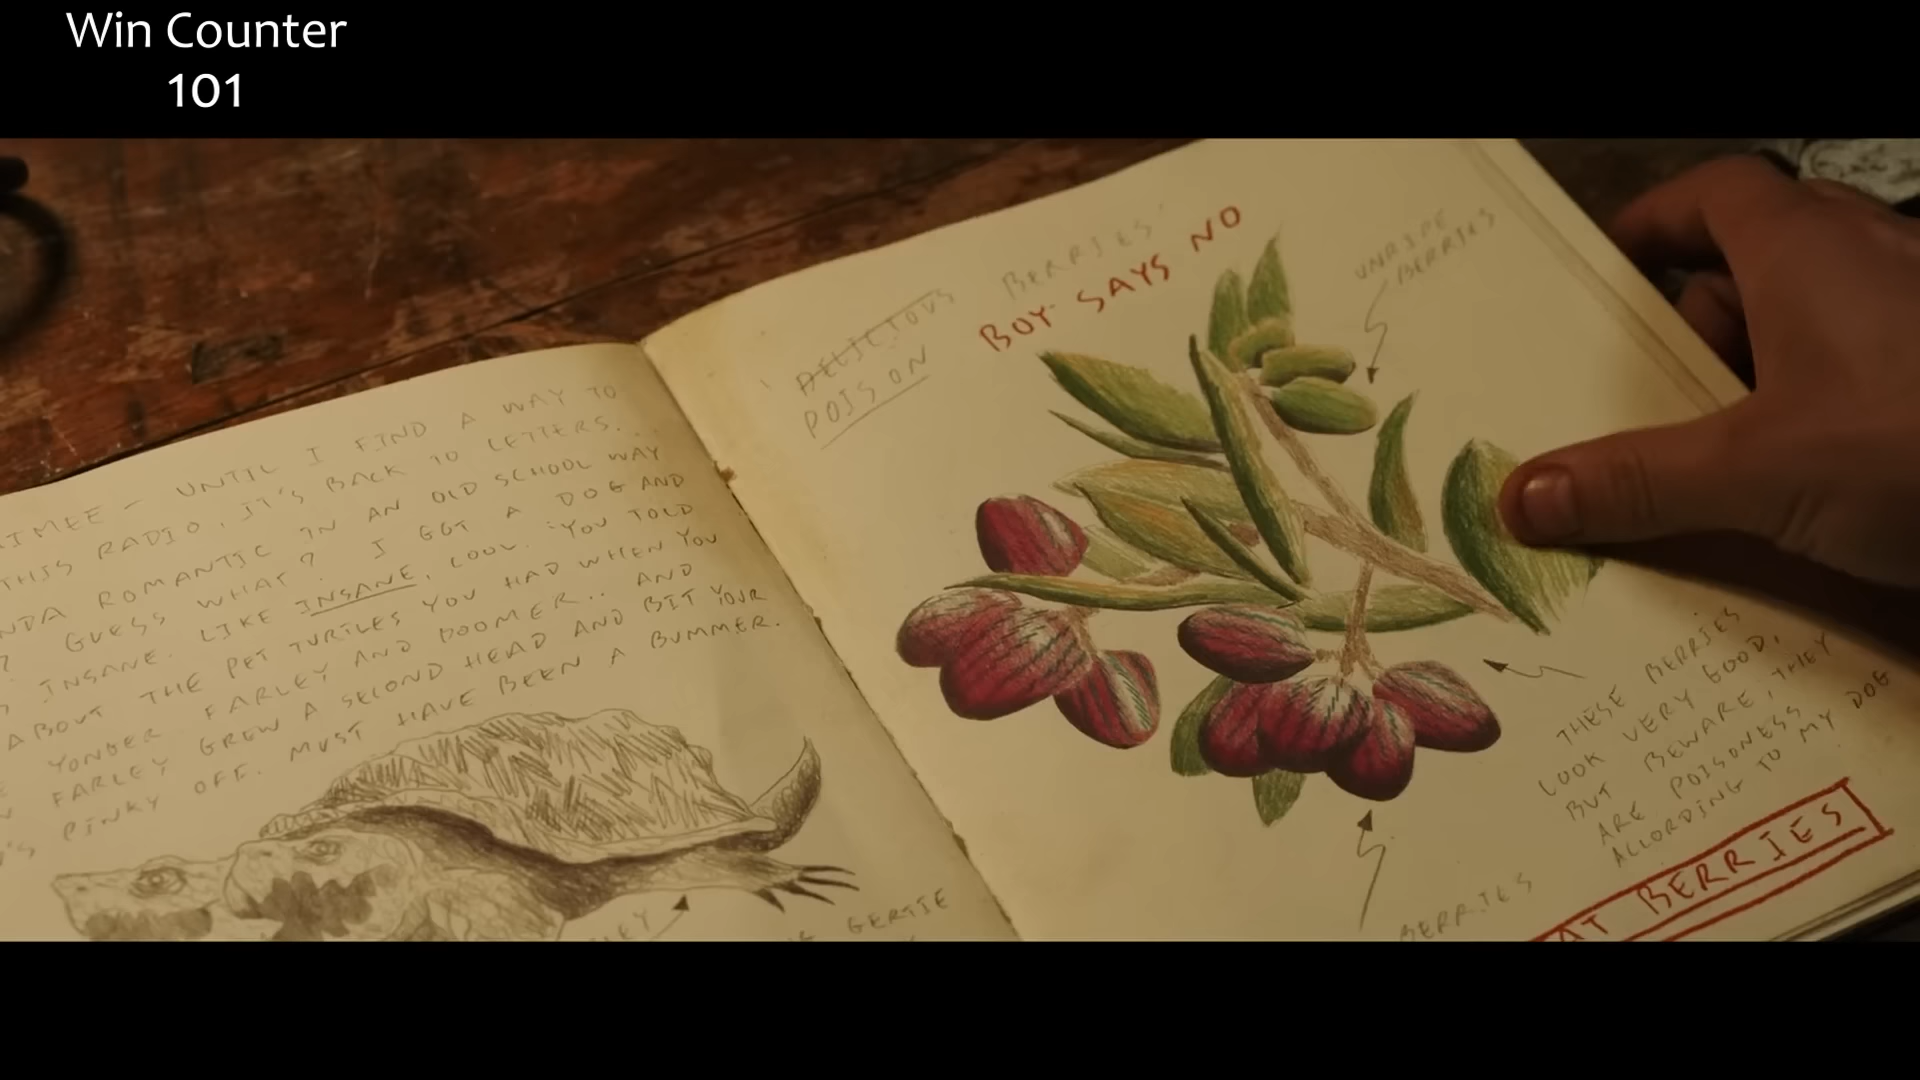 Win Counter
101
AIMEE - UNTIL I FIND A WAY TO
THIS RADIO, IT'S BACK TO LETTERS..
ROMANTIC IN AN OLD SCHOOL WAY
GUESS WHAT? I GOT A DOG AND
INSANE. LIKE INSANE. COOL. YOU TOLD
ABOUT THE PET TURTLES YOU HAD WHEN YOU
YONDER. FARLEY AND DOOMER.. AND
FARLEY GREW A SECOND HEAD AND BIT YOUR
PINKY OFF. MUST HAVE BEEN A BUMMER.
GERTIE
DELICIOUS BERRIES
POISON
BOY SAYS NO
UNRIPE
BERRIES
THESE BERRIES
LOOK VERY GOOD,
BUT BEWARE, THEY
ARE POISONESS
ALLORDING TO MY DOG
BERRIES
AT BERRIES